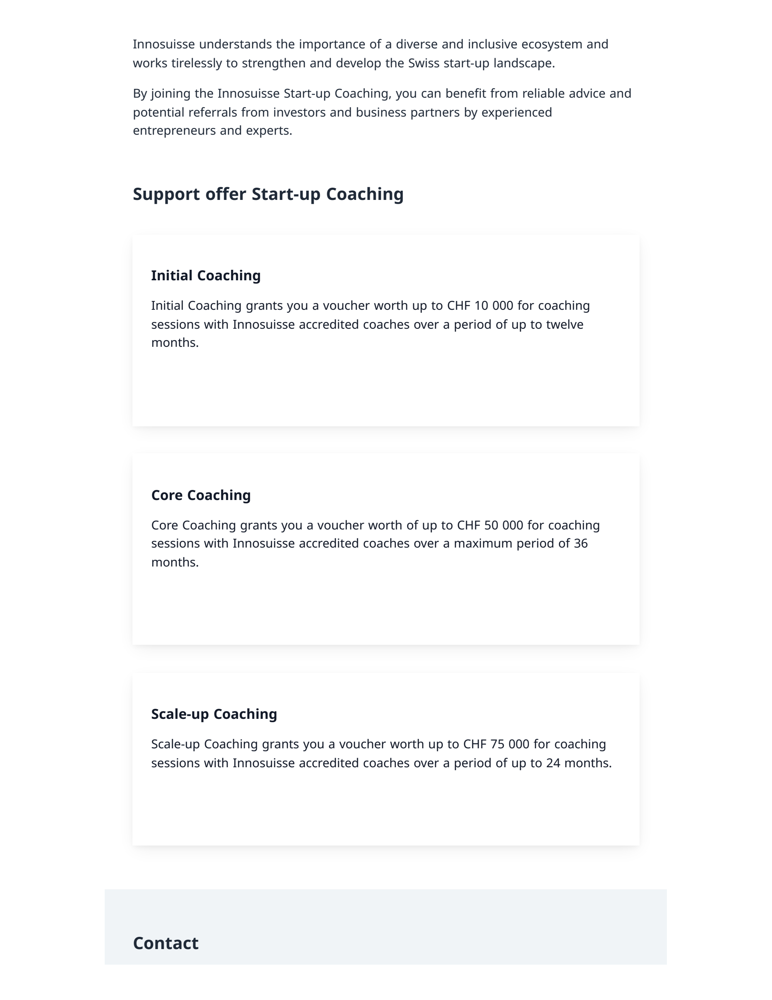 Innosuisse understands the importance of a diverse and inclusive ecosystem and
works tirelessly to strengthen and develop the Swiss start-up landscape.
By joining the Innosuisse Start-up Coaching, you can benefit from reliable advice and
potential referrals from investors and business partners by experienced
entrepreneurs and experts.
Support offer Start-up Coaching
Initial Coaching
Initial Coaching grants you a voucher worth up to CHF 10 000 for coaching
sessions with Innosuisse accredited coaches over a period of up to twelve
months.
Core Coaching
Core Coaching grants you a voucher worth of up to CHF 50 000 for coaching
sessions with Innosuisse accredited coaches over a maximum period of 36
months.
Scale-up Coaching
Scale-up Coaching grants you a voucher worth up to CHF 75 000 for coaching
sessions with Innosuisse accredited coaches over a period of up to 24 months.
Contact